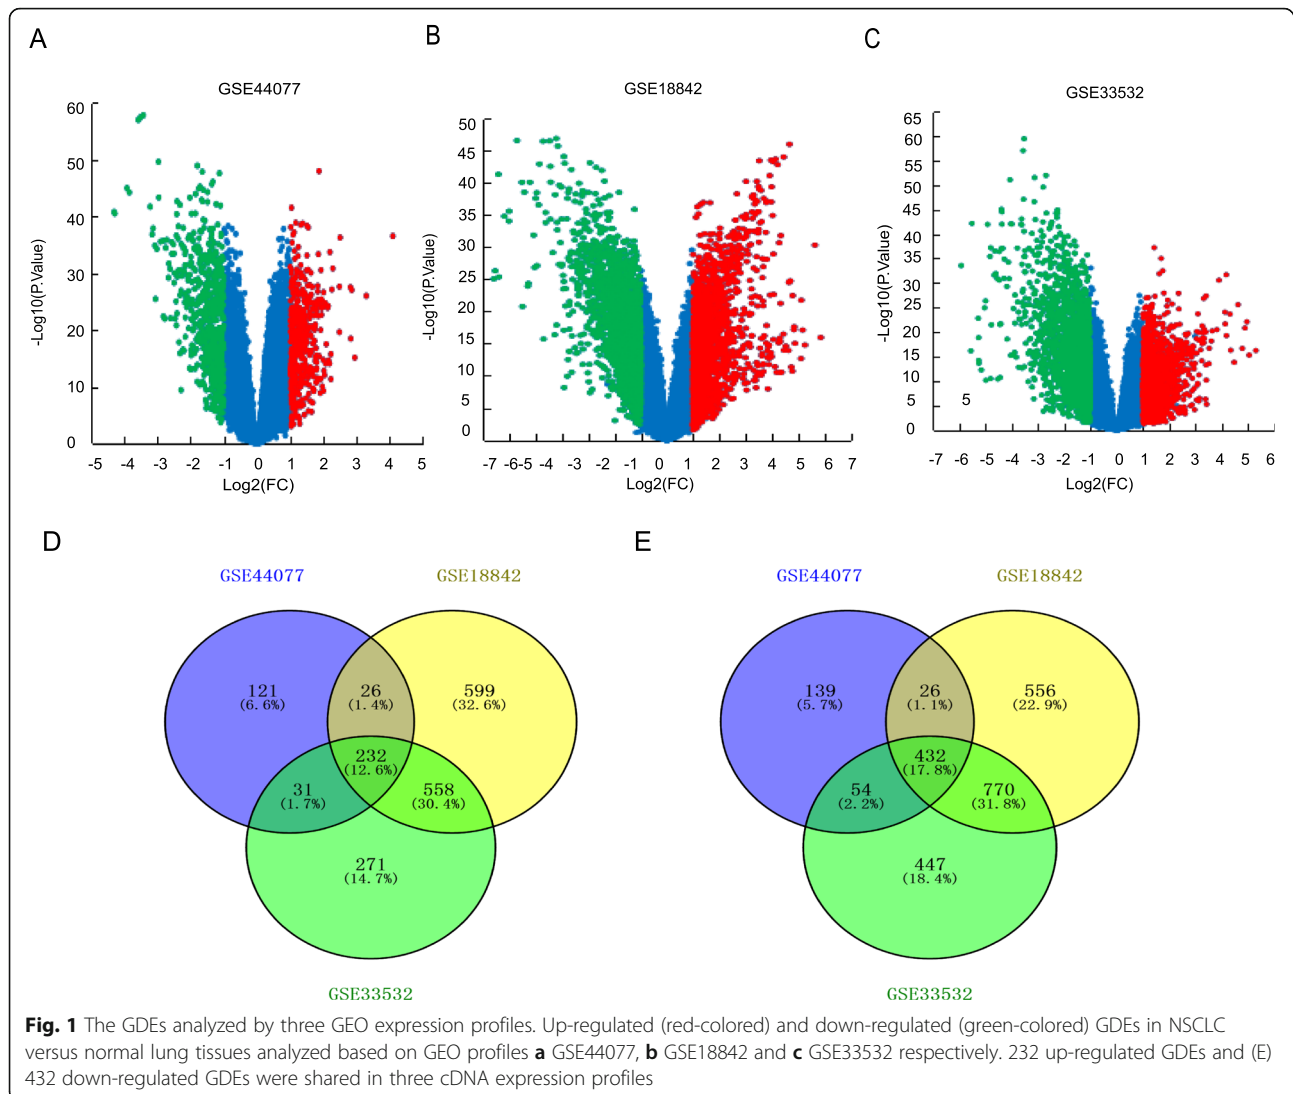 A
GSE44077
60
50
40
30
20
10
0
-Log10(P.Value)
-5 -4 -3 -2 -1 0 1 2 3 4 5
Log2(FC)
B
GSE18842
50
45
40
35
30
25
20
15
10
5
0
-Log10(P.Value)
-7 -6-5 -4 -3 -2 -1 0 1 2 3 4 5 6 7
Log2(FC)
C
GSE33532
65
60
55
50
45
40
35
30
25
20
15
10
5
0
5
-Log10(P.Value)
-7 -6 -5 -4 -3 -2 -1 0 1 2 3 4 5 6
Log2(FC)
D
GSE44077 GSE18842
121 26 599
(6.6%) (1.4%) (32.6%)
232
(12.6%)
31 558
(1.7%) (30.4%)
271
(14.7%)
GSE33532
E
GSE44077 GSE18842
139 26 556
(5.7%) (1.1%) (22.9%)
432
(17.8%)
54 770
(2.2%) (31.8%)
447
(18.4%)
GSE33532
Fig. 1 The GDEs analyzed by three GEO expression profiles. Up-regulated (red-colored) and down-regulated (green-colored) GDEs in NSCLC
versus normal lung tissues analyzed based on GEO profiles a GSE44077, b GSE18842 and c GSE33532 respectively. 232 up-regulated GDEs and (E)
432 down-regulated GDEs were shared in three cDNA expression profiles